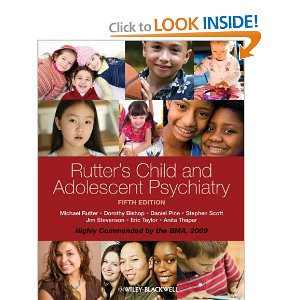 Click to LOOK INSIDE!
Rutter's Child and
Adolescent Psychiatry
FIFTH EDITION
Michael Rutter • Dorothy Bishop • Daniel Pine • Stephen Scott
Jim Stevenson • Eric Taylor • Anita Thapar
Highly Commended by the BMA, 2009
WILEY-BLACKWELL